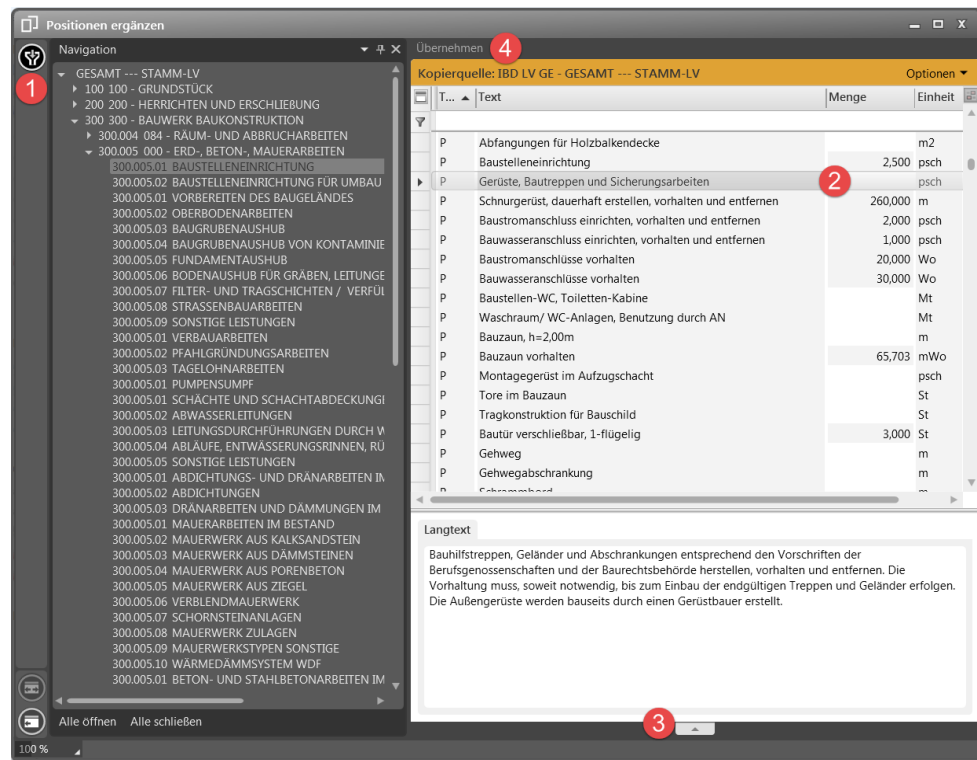 Positionen ergänzen
Navigation
1
GESAMT --- STAMM-LV
100 100 - GRUNDSTÜCK
200 200 - HERRICHTEN UND ERSCHLIEßUNG
300 300 - BAUWERK BAUKONSTRUKTION
300.004 084 - RÄUM- UND ABBRUCHARBEITEN
300.005 000 - ERD-, BETON-, MAUERARBEITEN
300.005.01 BAUSTELLENEINRICHTUNG
300.005.02 BAUSTELLENEINRICHTUNG FÜR UMBAU
300.005.01 VORBEREITEN DES BAUGELÄNDES
300.005.02 OBERBODENARBEITEN
300.005.03 BAUGRUBENAUSHUB
300.005.04 BAUGRUBENAUSHUB VON KONTAMINIE
300.005.05 FUNDAMENTAUSHUB
300.005.06 BODENAUSHUB FÜR GRÄBEN, LEITUNGE
300.005.07 FILTER- UND TRAGSCHICHTEN / VERFÜL
300.005.08 STRASSENBAUARBEITEN
300.005.09 SONSTIGE LEISTUNGEN
300.005.01 VERBAUARBEITEN
300.005.02 PFAHLGRÜNDUNGSARBEITEN
300.005.03 TAGELOHNARBEITEN
300.005.01 PUMPENSUMPF
300.005.01 SCHÄCHTE UND SCHACHTABDECKUNGE
300.005.02 ABWASSERLEITUNGEN
300.005.03 LEITUNGSDURCHFÜHRUNGEN DURCH W
300.005.04 ABLÄUFE, ENTWÄSSERUNGSRINNEN, RÜ
300.005.05 SONSTIGE LEISTUNGEN
300.005.01 ABDICHTUNGS- UND DRÄNARBEITEN IN
300.005.02 ABDICHTUNGEN
300.005.03 DRÄNARBEITEN UND DÄMMUNGEN IM
300.005.01 MAUERARBEITEN IM BESTAND
300.005.02 MAUERWERK AUS KALKSANDSTEIN
300.005.03 MAUERWERK AUS DÄMMSTEINEN
300.005.04 MAUERWERK AUS PORENBETON
300.005.05 MAUERWERK AUS ZIEGEL
300.005.06 VERBLENDMAUERWERK
300.005.07 SCHORNSTEINANLAGEN
300.005.08 MAUERWERK ZULAGEN
300.005.09 MAUERWERKSTYPEN SONSTIGE
300.005.10 WÄRMEDÄMMSYSTEM WDF
300.005.01 BETON- UND STAHLBETONARBEITEN IM
Alle öffnen Alle schließen
100 %
Übernehmen 4
Kopierquelle: IBD LV GE - GESAMT --- STAMM-LV Optionen
T... Text Menge Einheit
P Abfangungen für Holzbalkendecke m2
P Baustelleneinrichtung 2,500 psch
P Gerüste, Bautreppen und Sicherungsarbeiten 2 psch
P Schnurgerüst, dauerhaft erstellen, vorhalten und entfernen 260,000 m
P Baustromanschluss einrichten, vorhalten und entfernen 2,000 psch
P Bauwasseranschluss einrichten, vorhalten und entfernen 1,000 psch
P Baustromanschlüsse vorhalten 20,000 Wo
P Bauwasseranschlüsse vorhalten 30,000 Wo
P Baustellen-WC, Toiletten-Kabine Mt
P Waschraum/ WC-Anlagen, Benutzung durch AN Mt
P Bauzaun, h=2,00m m
P Bauzaun vorhalten 65,703 mWo
P Montagegerüst im Aufzugschacht psch
P Tore im Bauzaun St
P Tragkonstruktion für Bauschild St
P Bautür verschließbar, 1-flügelig 3,000 St
P Gehweg m
P Gehwegabschrankung m
P Schrammbord m
Langtext
Bauhilfstreppen, Geländer und Abschrankungen entsprechend den Vorschriften der
Berufsgenossenschaften und der Baurechtsbehörde herstellen, vorhalten und entfernen. Die
Vorhaltung muss, soweit notwendig, bis zum Einbau der endgültigen Treppen und Geländer erfolgen.
Die Außengerüste werden bauseits durch einen Gerüstbauer erstellt.
3